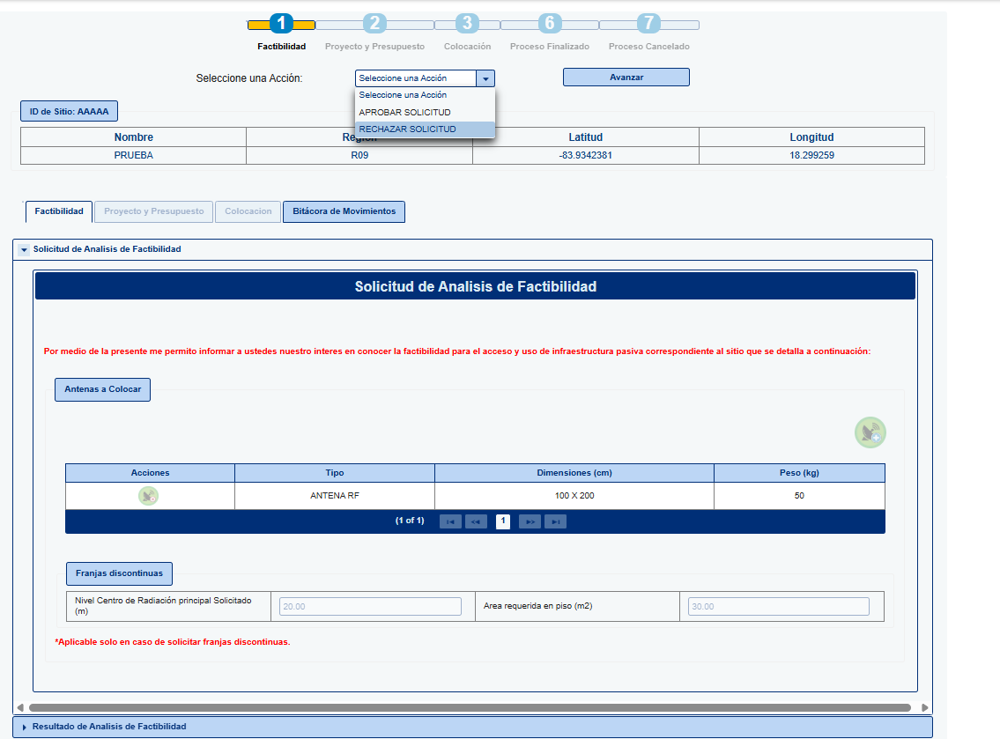 1 2 3 6 7
Factibilidad Proyecto y Presupuesto Colocación Proceso Finalizado Proceso Cancelado
Seleccione una Acción: Seleccione una Acción Avanzar
Seleccione una Acción
APROBAR SOLICITUD
RECHAZAR SOLICITUD
ID de Sitio: AAAAA
Nombre Región Latitud Longitud
PRUEBA R09 -83.9342381 18.299259
Factibilidad Proyecto y Presupuesto Colocacion Bitácora de Movimientos
Solicitud de Analisis de Factibilidad
Solicitud de Analisis de Factibilidad
Por medio de la presente me permito informar a ustedes nuestro interes en conocer la factibilidad para el acceso y uso de infraestructura pasiva correspondiente al sitio que se detalla a continuación:
Antenas a Colocar
Acciones Tipo Dimensiones (cm) Peso (kg)
ANTENA RF 100 X 200 50
(1 of 1) 1
Franjas discontinuas
Nivel Centro de Radiación principal Solicitado
(m) 20.00 Area requerida en piso (m2) 30.00
*Aplicable solo en caso de solicitar franjas discontinuas.
Resultado de Analisis de Factibilidad